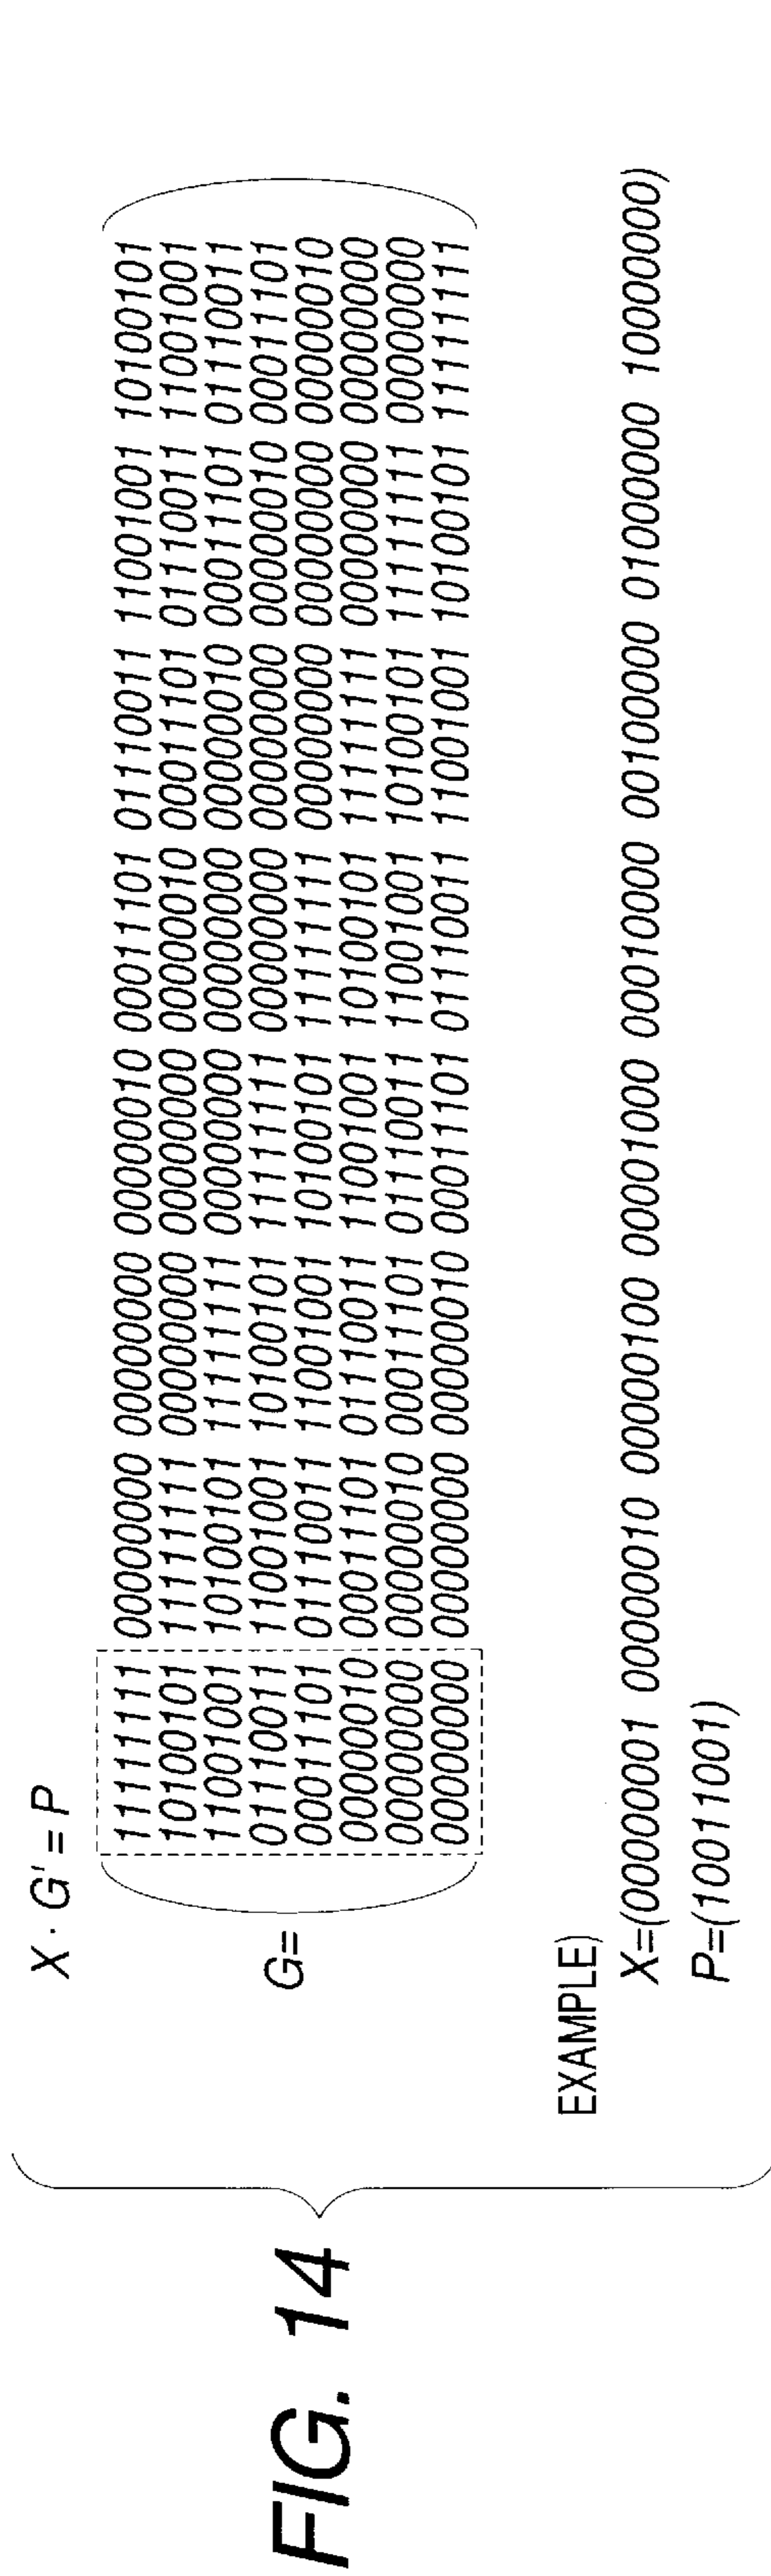 FIG. 14
X · G' = P
G=
11111111 00000000 00000000 00000010 00011101 01110011 11001001 10100101
10100101 11111111 00000000 00000000 00000010 00011101 01110011 11001001
11001001 10100101 11111111 00000000 00000000 00000010 00011101 01110011
01110011 11001001 10100101 11111111 00000000 00000000 00000010 00011101
00011101 01110011 11001001 10100101 11111111 00000000 00000000 00000010
00000010 00011101 01110011 11001001 10100101 11111111 00000000 00000000
00000000 00000010 00011101 01110011 11001001 10100101 11111111 00000000
00000000 00000000 00000010 00011101 01110011 11001001 10100101 11111111
EXAMPLE)
X=(00000001 00000010 00000100 00001000 00010000 00100000 01000000 10000000)
P=(10011001)